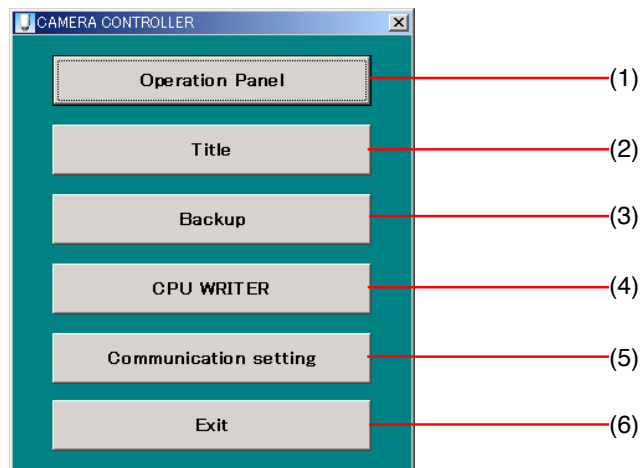 CAMERA CONTROLLER
Operation Panel (1)
Title (2)
Backup (3)
CPU WRITER (4)
Communication setting (5)
Exit (6)